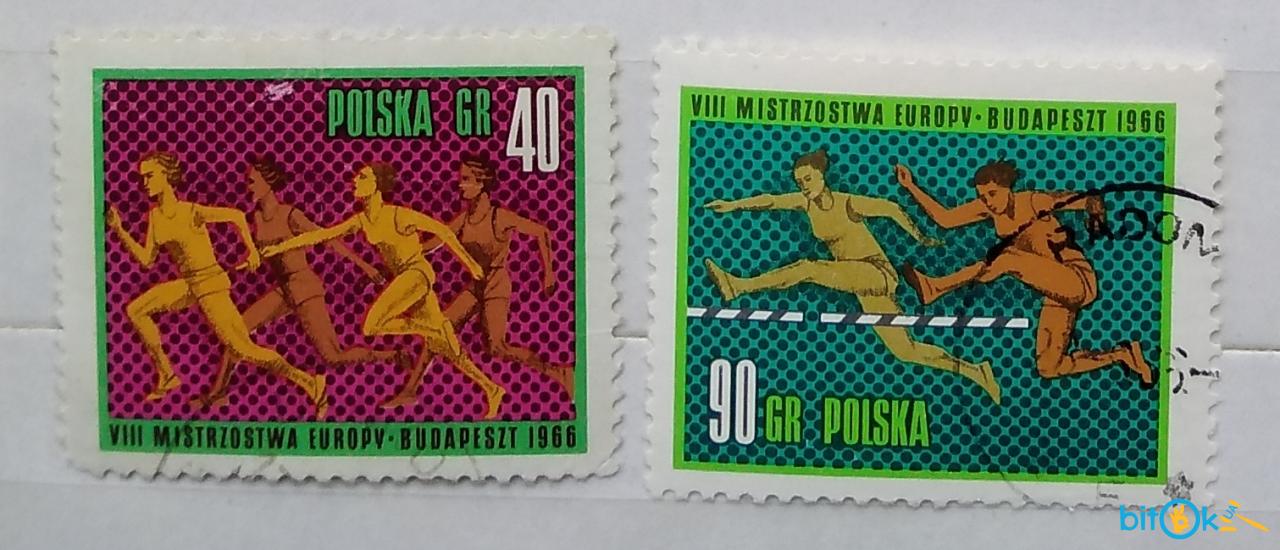 POLSKA GR 40
VIII MISTRZOSTWA EUROPY·BUDAPESZT 1966
VIII MISTRZOSTWA EUROPY·BUDAPESZT 1966
90 GR POLSKA
bitok